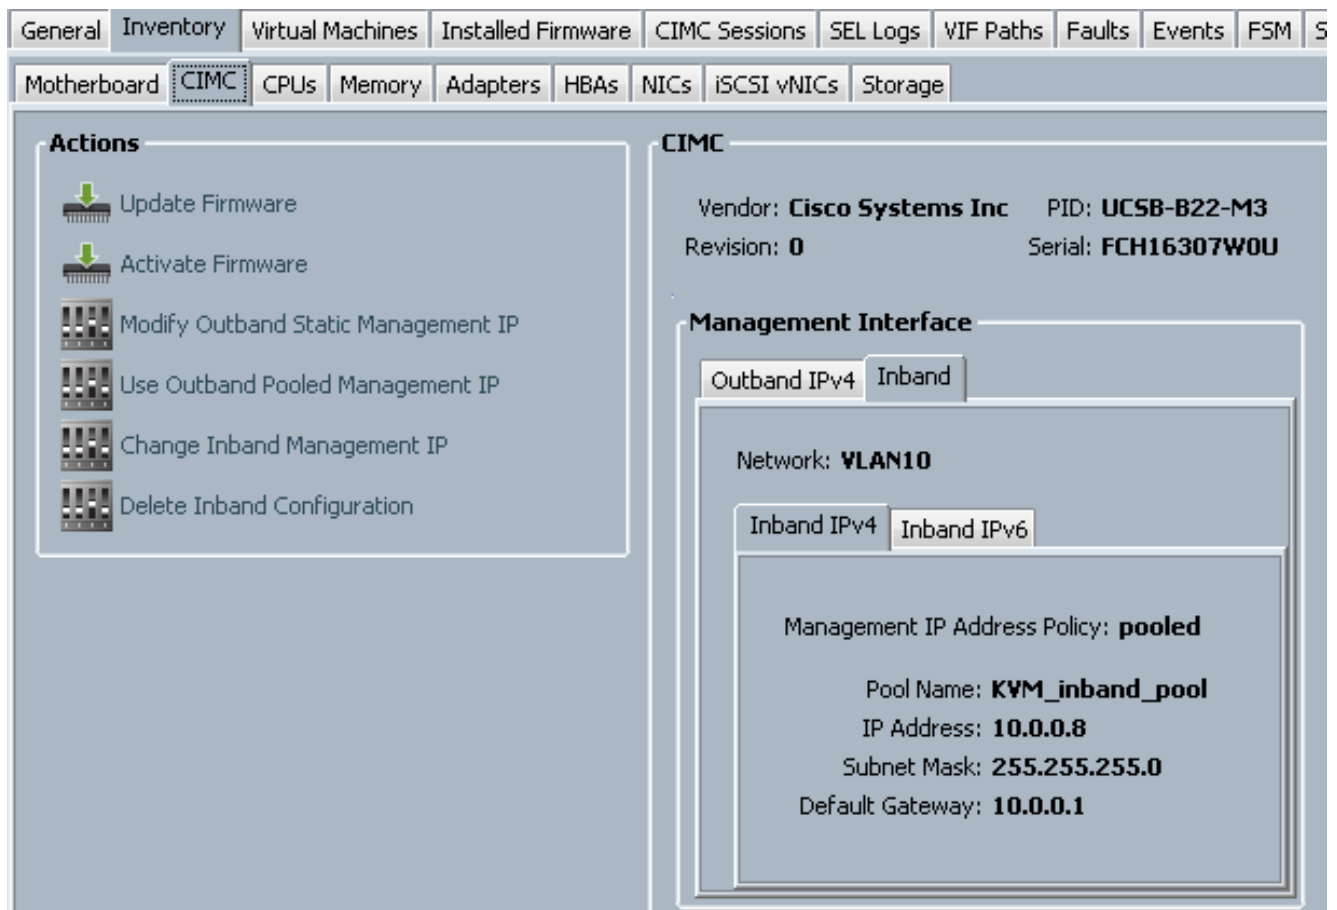 General Inventory Virtual Machines Installed Firmware CIMC Sessions SEL Logs VIF Paths Faults Events FSM S
Motherboard CIMC CPUs Memory Adapters HBAs NICs iSCSI vNICs Storage
Actions
Update Firmware
Activate Firmware
Modify Outband Static Management IP
Use Outband Pooled Management IP
Change Inband Management IP
Delete Inband Configuration
CIMC
Vendor: Cisco Systems Inc PID: UCSB-B22-M3
Revision: 0 Serial: FCH16307W0U
Management Interface
Outband IPv4 Inband
Network: VLAN10
Inband IPv4 Inband IPv6
Management IP Address Policy: pooled
Pool Name: KVM_inband_pool
IP Address: 10.0.0.8
Subnet Mask: 255.255.255.0
Default Gateway: 10.0.0.1